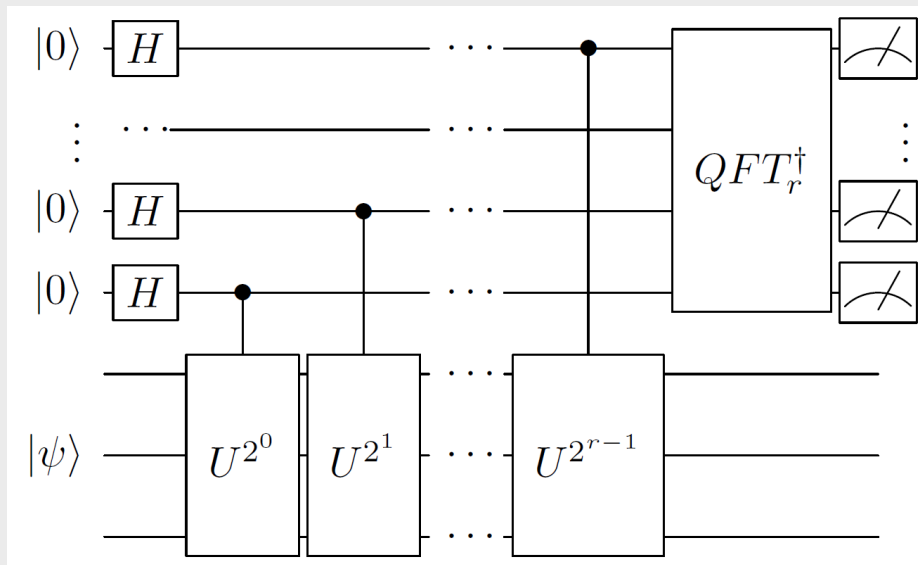 |0⟩ H ···
⋮ ··· ··· QFT_r^† ⋮
|0⟩ H ···
|0⟩ H ···
···
|ψ⟩ U^{2^0} U^{2^1} ··· U^{2^{r-1}}
···